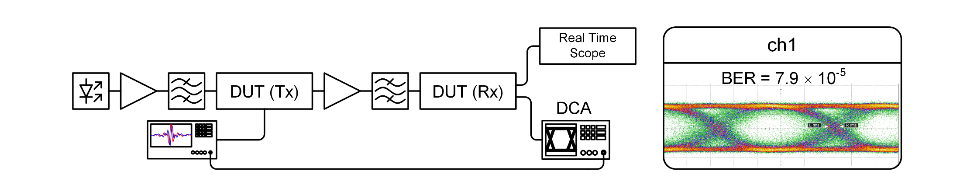 Real Time
Scope
DUT (Tx)
DUT (Rx)
DCA
ch1
BER = 7.9 × 10-5